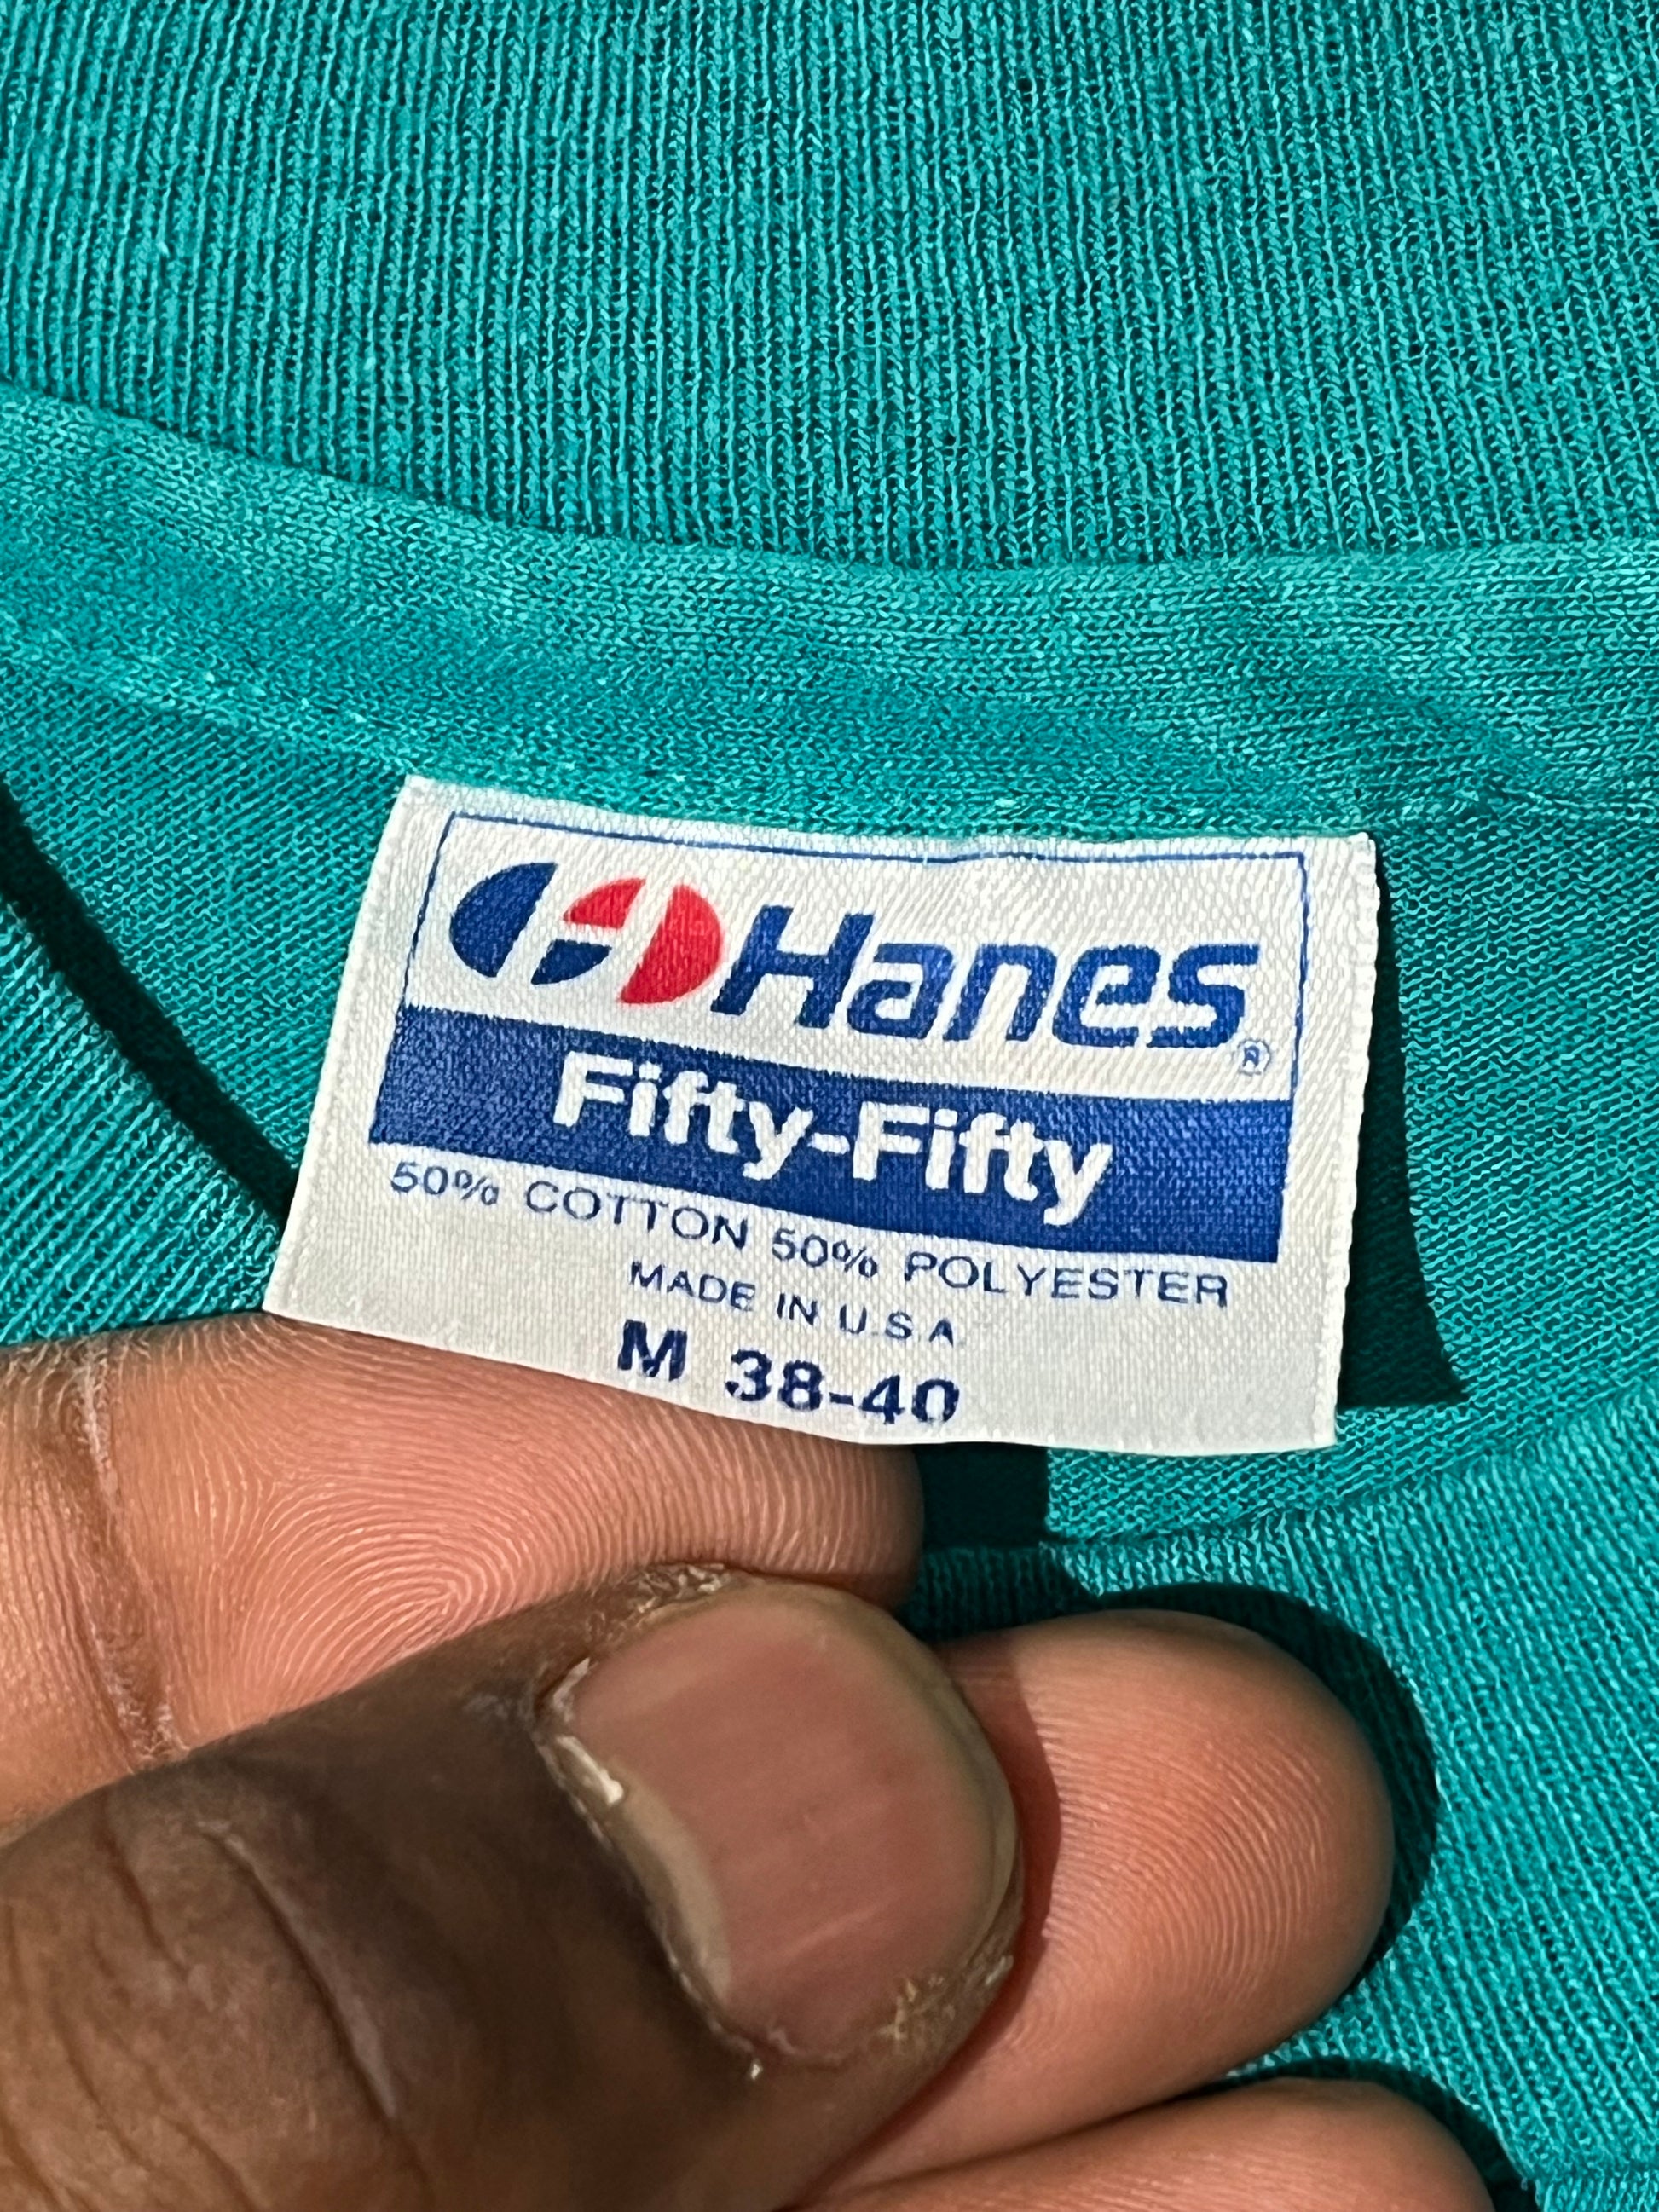 Hanes®
Fifty-Fifty
50% COTTON 50% POLYESTER
MADE IN U.S.A.
M 38-40